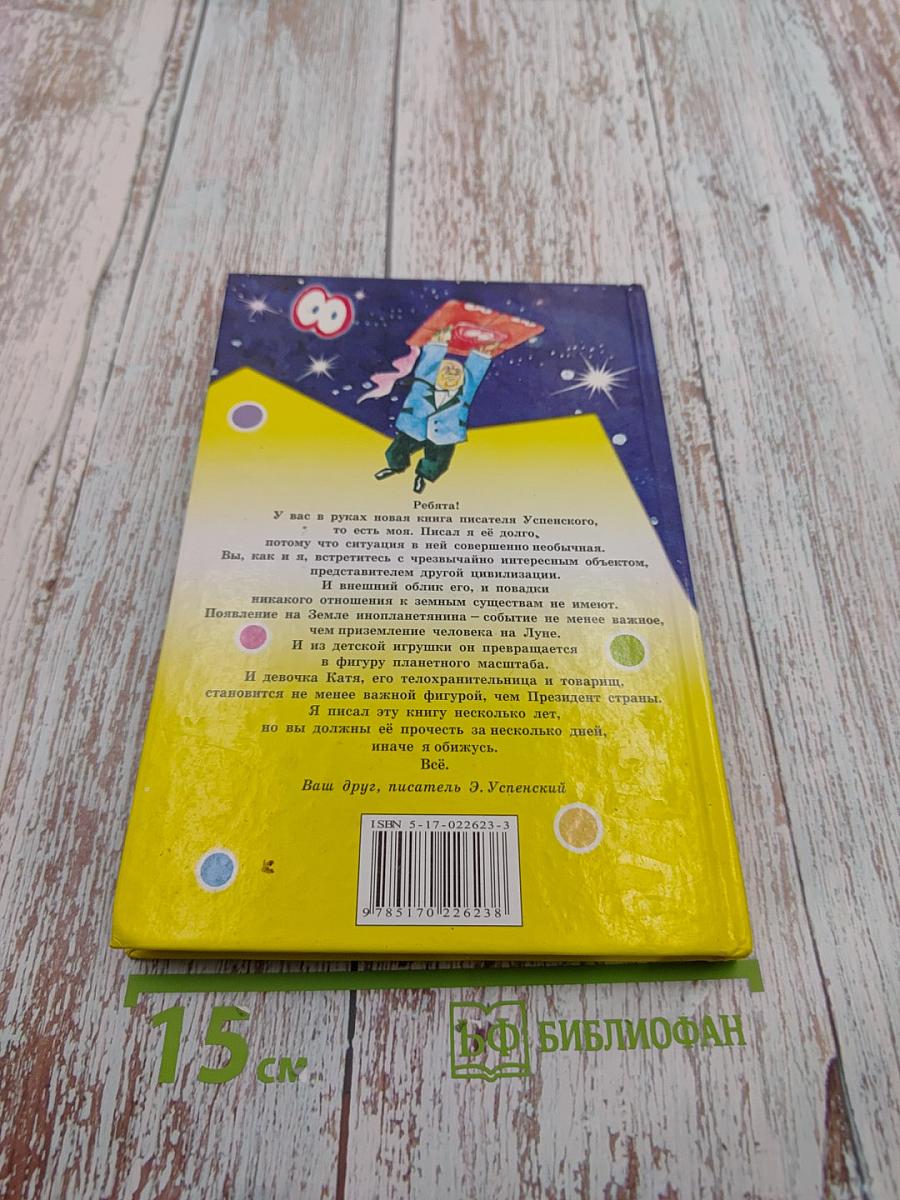 Ребята!
У вас в руках новая книга писателя Успенского,
то есть моя. Писал я её долго,
потому что ситуация в ней совершенно необычная.
Вы, как и я, встретитесь с чрезвычайно интересным объектом,
представителем другой цивилизации.
И внешний облик его, и повадки
никакого отношения к земным существам не имеют.
Появление на Земле инопланетянина – событие не менее важное,
чем приземление человека на Луне.
И из детской игрушки он превращается
в фигуру планетного масштаба.
И девочка Катя, его телохранительница и товарищ,
становится не менее важной фигурой, чем Президент страны.
Я писал эту книгу несколько лет,
но вы должны её прочесть за несколько дней,
иначе я обижусь.
Всё.
Ваш друг, писатель Э. Успенский
ISBN 5-17-022623-3
9 785170 226238
15 см
БФ БИБЛИОФАН